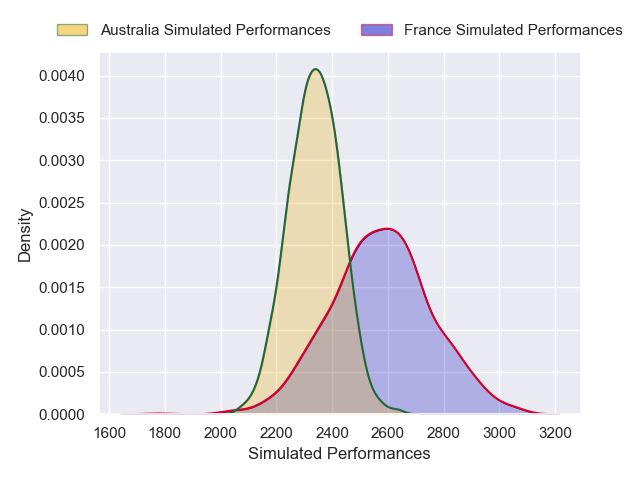 Australia Simulated Performances France Simulated Performances
0.0040
0.0035
0.0030
0.0025
0.0020
0.0015
0.0010
0.0005
0.0000
Density
1600 1800 2000 2200 2400 2600 2800 3000 3200
Simulated Performances